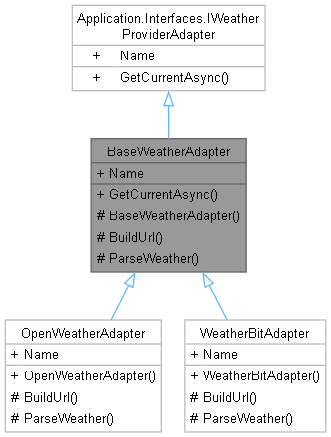 Application.Interfaces.IWeather
ProviderAdapter
+ Name
+ GetCurrentAsync()
BaseWeatherAdapter
+ Name
+ GetCurrentAsync()
# BaseWeatherAdapter()
# BuildUrl()
# ParseWeather()
OpenWeatherAdapter
+ Name
+ OpenWeatherAdapter()
# BuildUrl()
# ParseWeather()
WeatherBitAdapter
+ Name
+ WeatherBitAdapter()
# BuildUrl()
# ParseWeather()